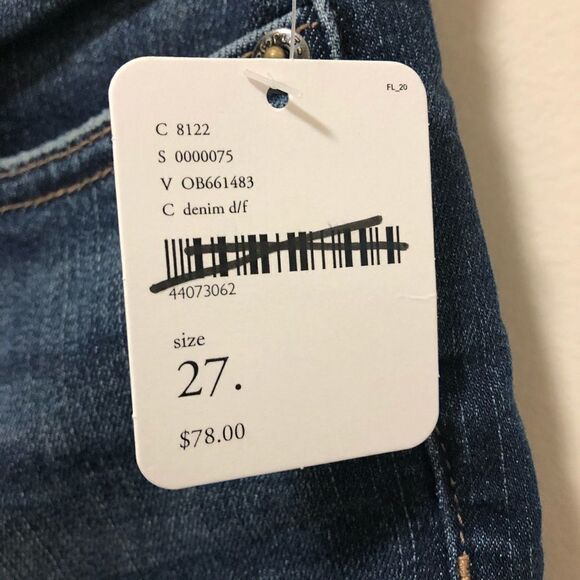 FL_20
C 8122
S 0000075
V OB661483
C denim d/f
44073062
size
27.
$78.00